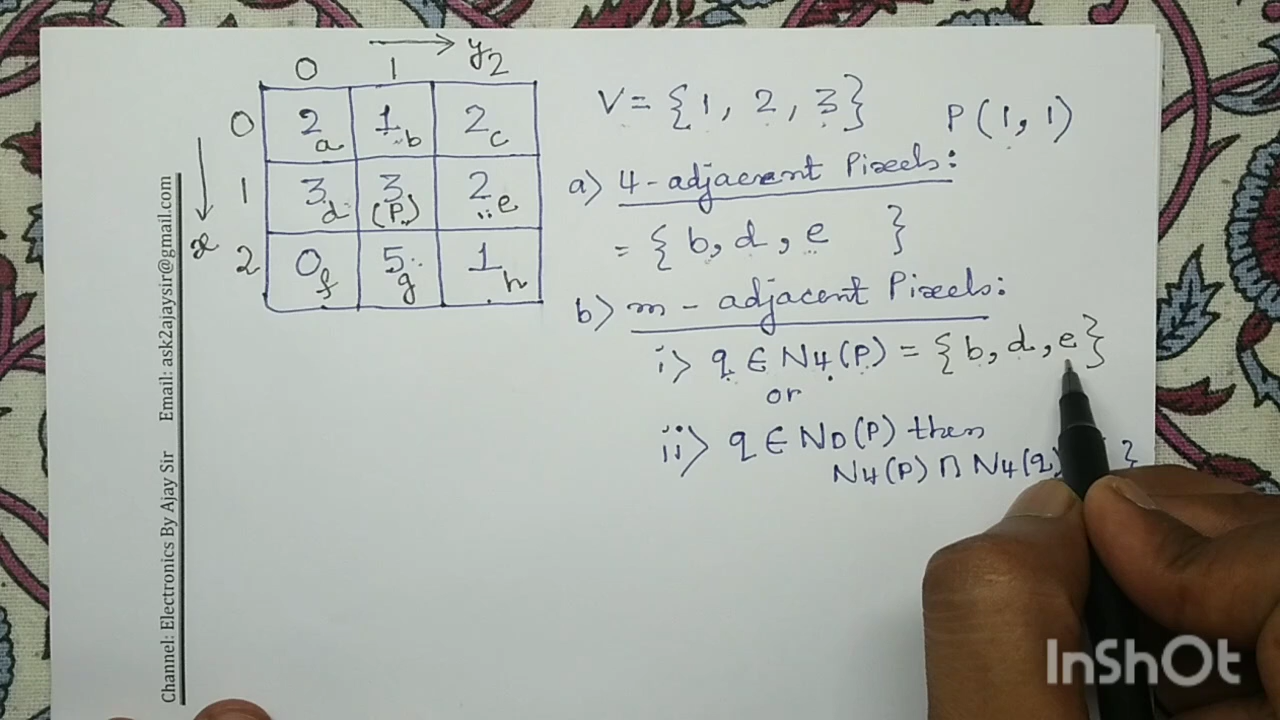 → y
0 1 2
0 2 a 1 b 2 c
1 3 d 3 (P) 2 e
x 2 0 f 5 g 1 h
V = {1, 2, 3} P(1, 1)
a) 4-adjacent Pixels:
= {b, d, e }
b) m - adjacent Pixels:
i) q ∈ N4(P) = {b, d, e}
or
ii) q ∈ ND(P) then
N4(P) ∩ N4(q) }
Channel: Electronics By Ajay Sir Email: ask2ajaysir@gmail.com
InShOt